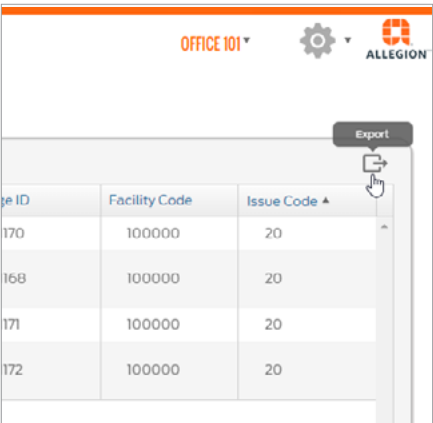 OFFICE 101
ALLEGION
Export
ge ID Facility Code Issue Code
170 100000 20
168 100000 20
171 100000 20
172 100000 20